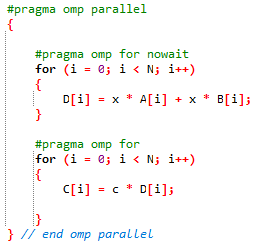 #pragma omp parallel
{
#pragma omp for nowait
for (i = 0; i < N; i++)
{
D[i] = x * A[i] + x * B[i];
}
#pragma omp for
for (i = 0; i < N; i++)
{
C[i] = c * D[i];
}
} // end omp parallel